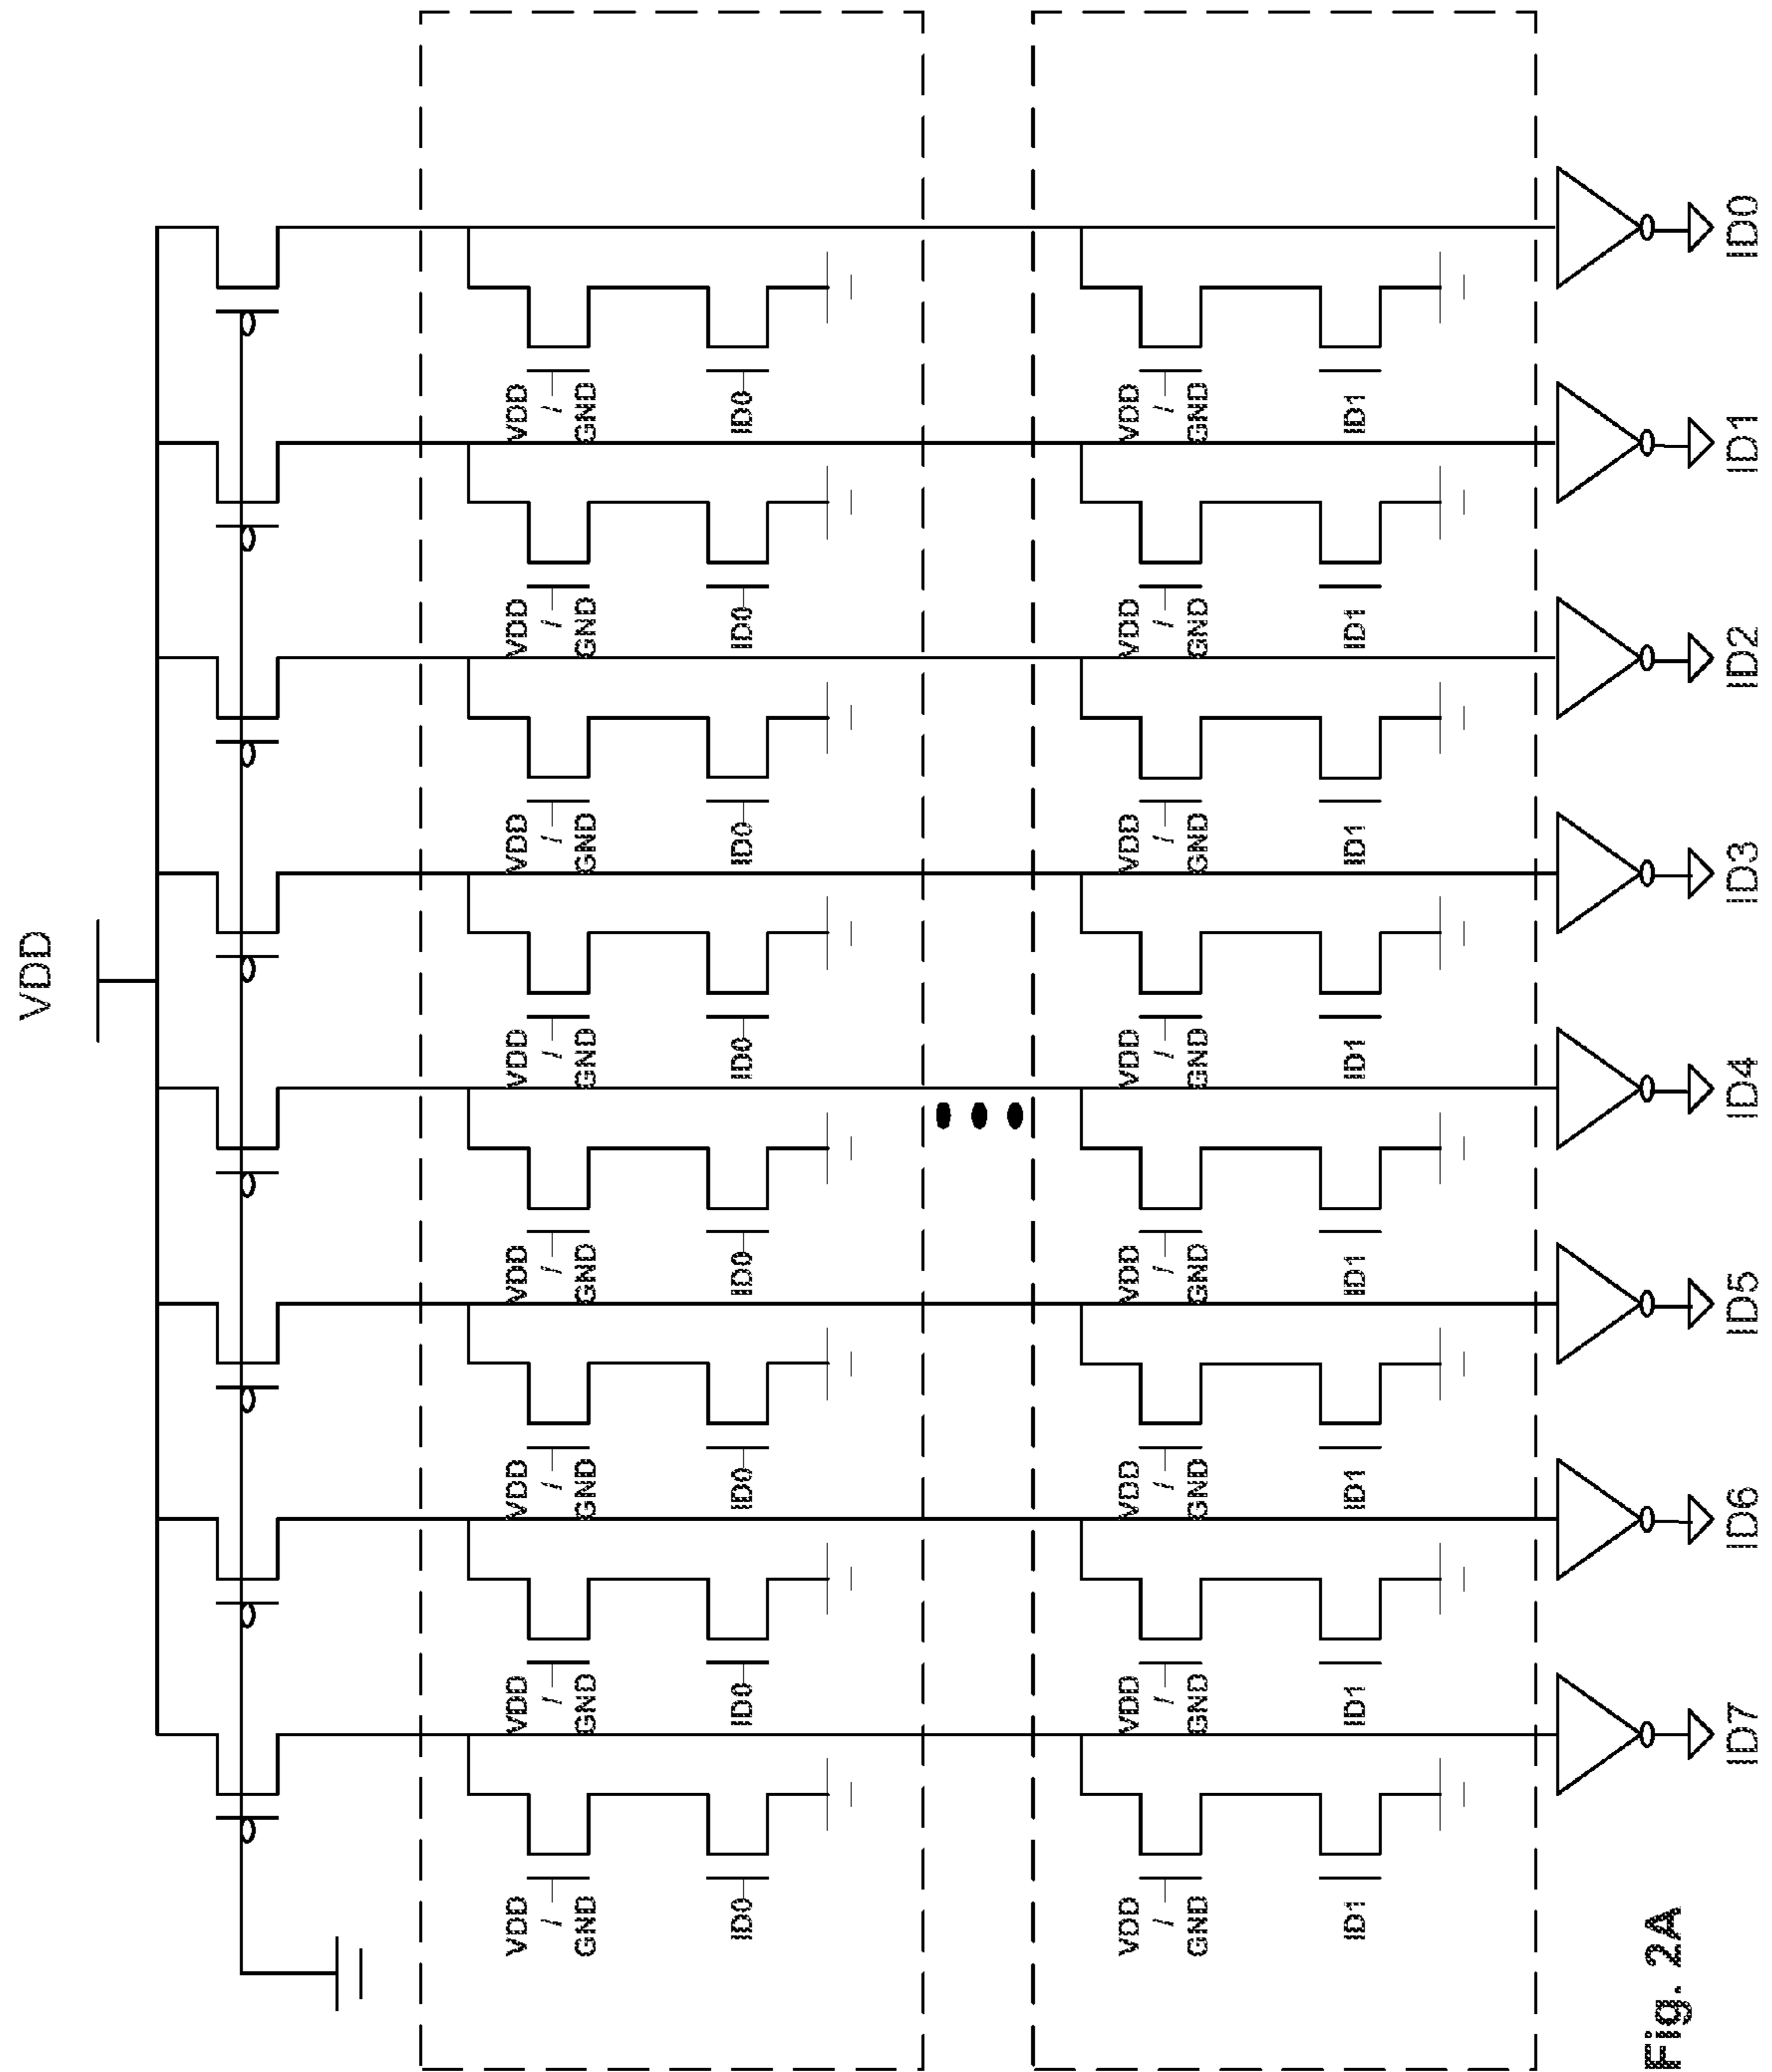 VDD
VDD VDD VDD VDD VDD VDD VDD VDD
/ / / / / / / /
GND GND GND GND GND GND GND GND
ID0 ID0 ID0 ID0 ID0 ID0 ID0 ID0
VDD VDD VDD VDD VDD VDD VDD VDD
/ / / / / / / /
GND GND GND GND GND GND GND GND
ID1 ID1 ID1 ID1 ID1 ID1 ID1 ID1
ID7 ID6 ID5 ID4 ID3 ID2 ID1 ID0
Fig. 2A